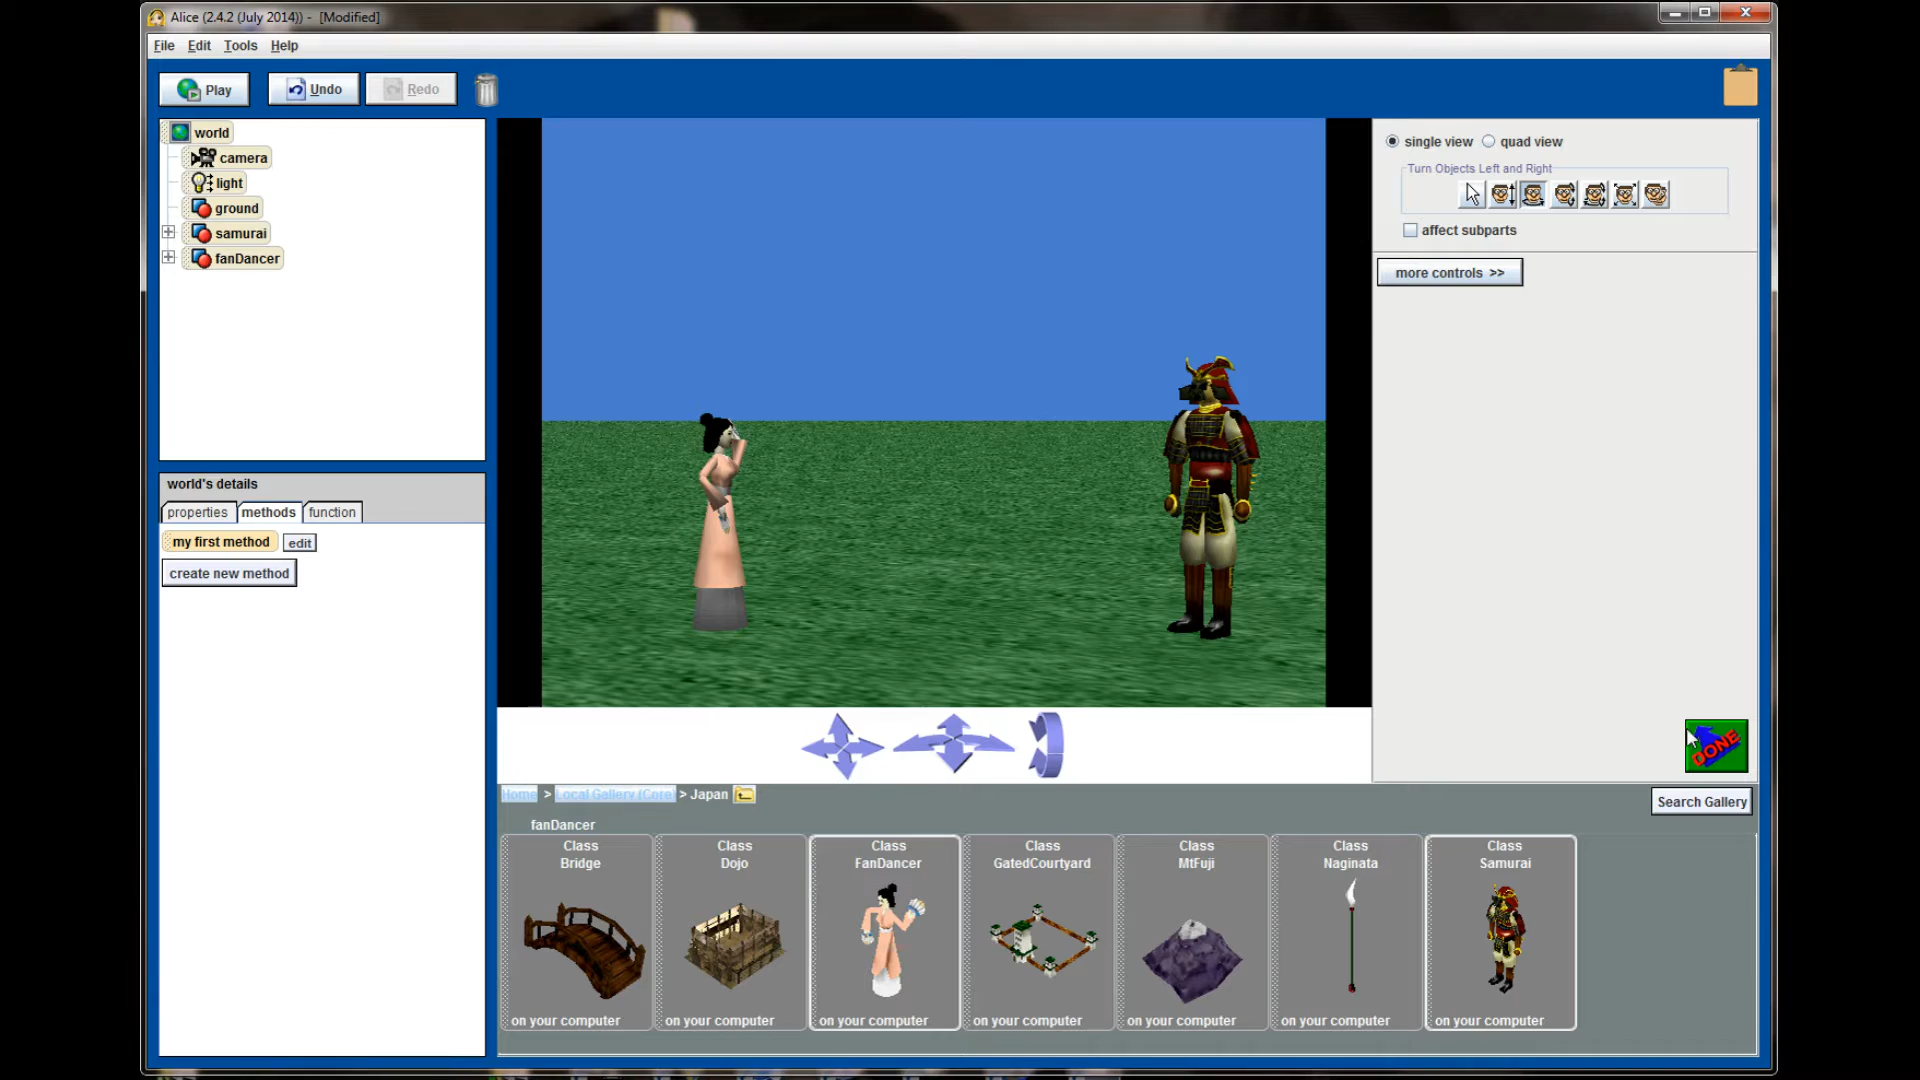 Alice (2.4.2 (July 2014)) - [Modified]
File Edit Tools Help
Play Undo Redo
world
camera
light
ground
samurai
fanDancer
world's details
properties methods function
my first method edit
create new method
single view quad view
Turn Objects Left and Right
affect subparts
more controls >>
DONE
Home > Local Gallery (Core) > Japan
Search Gallery
fanDancer
Class
Bridge
on your computer
Class
Dojo
on your computer
Class
FanDancer
on your computer
Class
GatedCourtyard
on your computer
Class
MtFuji
on your computer
Class
Naginata
on your computer
Class
Samurai
on your computer